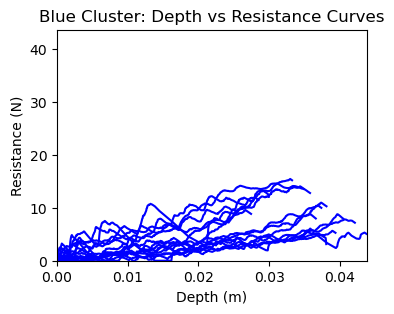 Blue Cluster: Depth vs Resistance Curves
40
30
20
10
0
Resistance (N)
0.00 0.01 0.02 0.03 0.04
Depth (m)